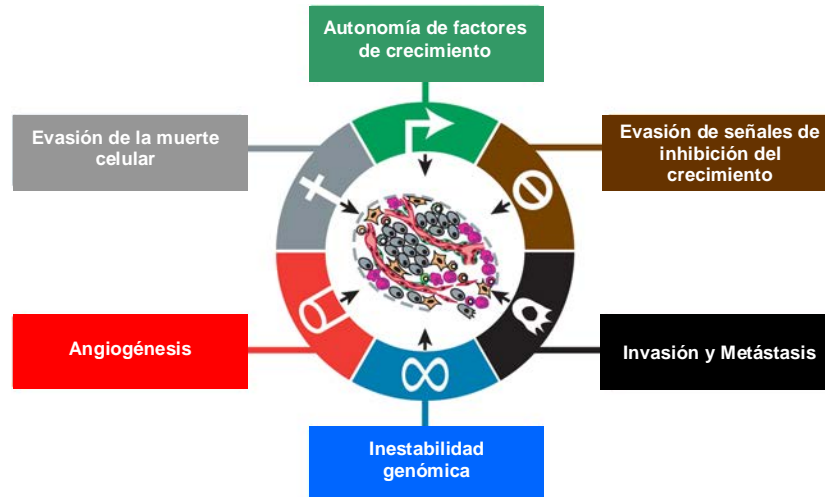 Autonomía de factores
de crecimiento
Evasión de la muerte
celular
Evasión de señales de
inhibición del
crecimiento
Angiogénesis
Invasión y Metástasis
Inestabilidad
genómica